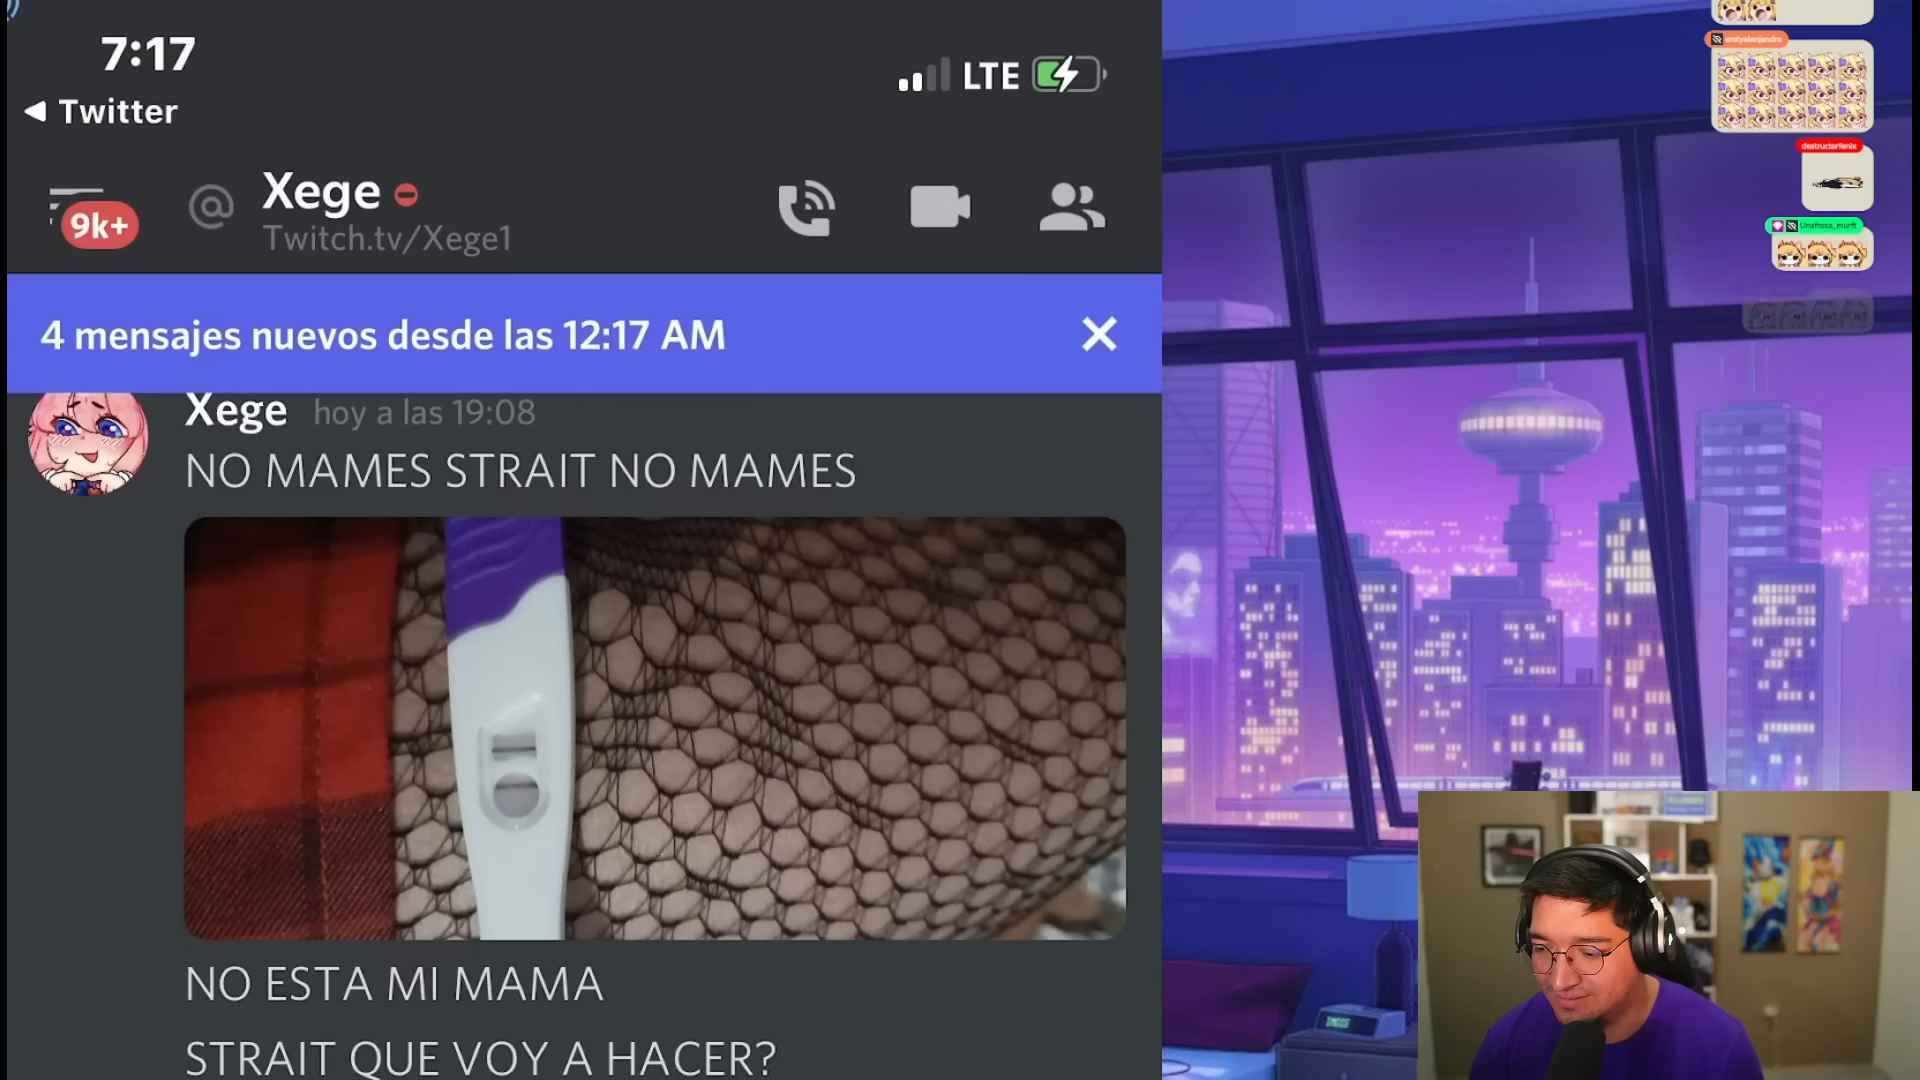 7:17
LTE
Twitter
9k+
Xege
Twitch.tv/Xege1
4 mensajes nuevos desde las 12:17 AM
Xege hoy a las 19:08
NO MAMES STRAIT NO MAMES
NO ESTA MI MAMA
STRAIT QUE VOY A HACER?
destructorfenix